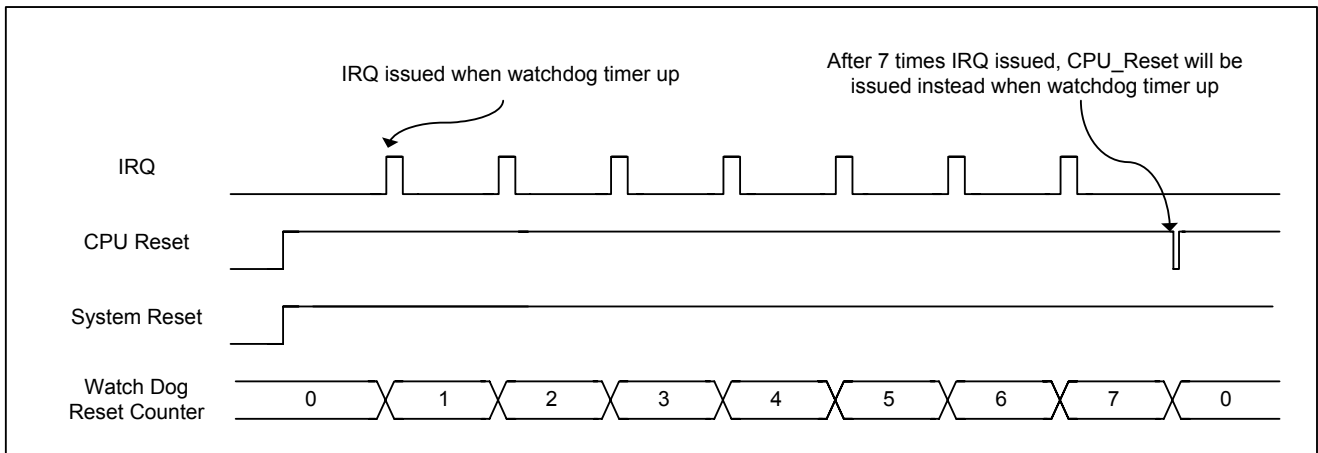 IRQ issued when watchdog timer up
After 7 times IRQ issued, CPU_Reset will be
issued instead when watchdog timer up
IRQ
CPU Reset
System Reset
Watch Dog
Reset Counter
0 1 2 3 4 5 6 7 0